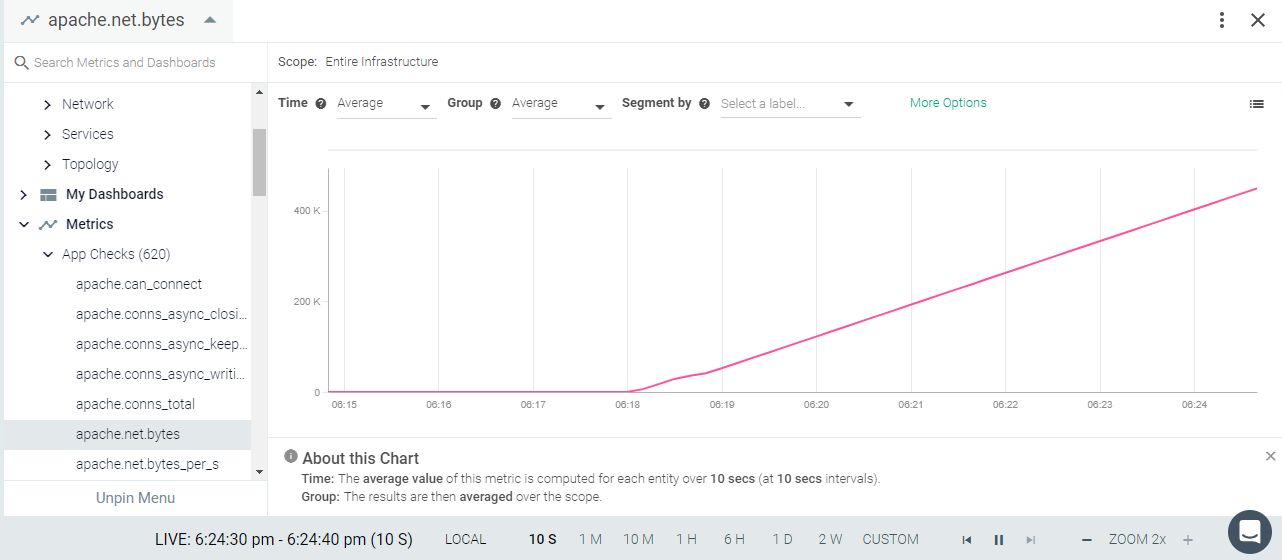 apache.net.bytes
Search Metrics and Dashboards
Scope: Entire Infrastructure
Network
Services
Topology
My Dashboards
Metrics
App Checks (620)
apache.can_connect
apache.conns_async_closi...
apache.conns_async_keep...
apache.conns_async_writi...
apache.conns_total
apache.net.bytes
apache.net.bytes_per_s
Unpin Menu
Time ? Average Group ? Average Segment by ? Select a label... More Options
400 K
200 K
0
06:15 06:16 06:17 06:18 06:19 06:20 06:21 06:22 06:23 06:24
About this Chart
Time: The average value of this metric is computed for each entity over 10 secs (at 10 secs intervals).
Group: The results are then averaged over the scope.
LIVE: 6:24:30 pm - 6:24:40 pm (10 S) LOCAL 10 S 1 M 10 M 1 H 6 H 1 D 2 W CUSTOM ZOOM 2x